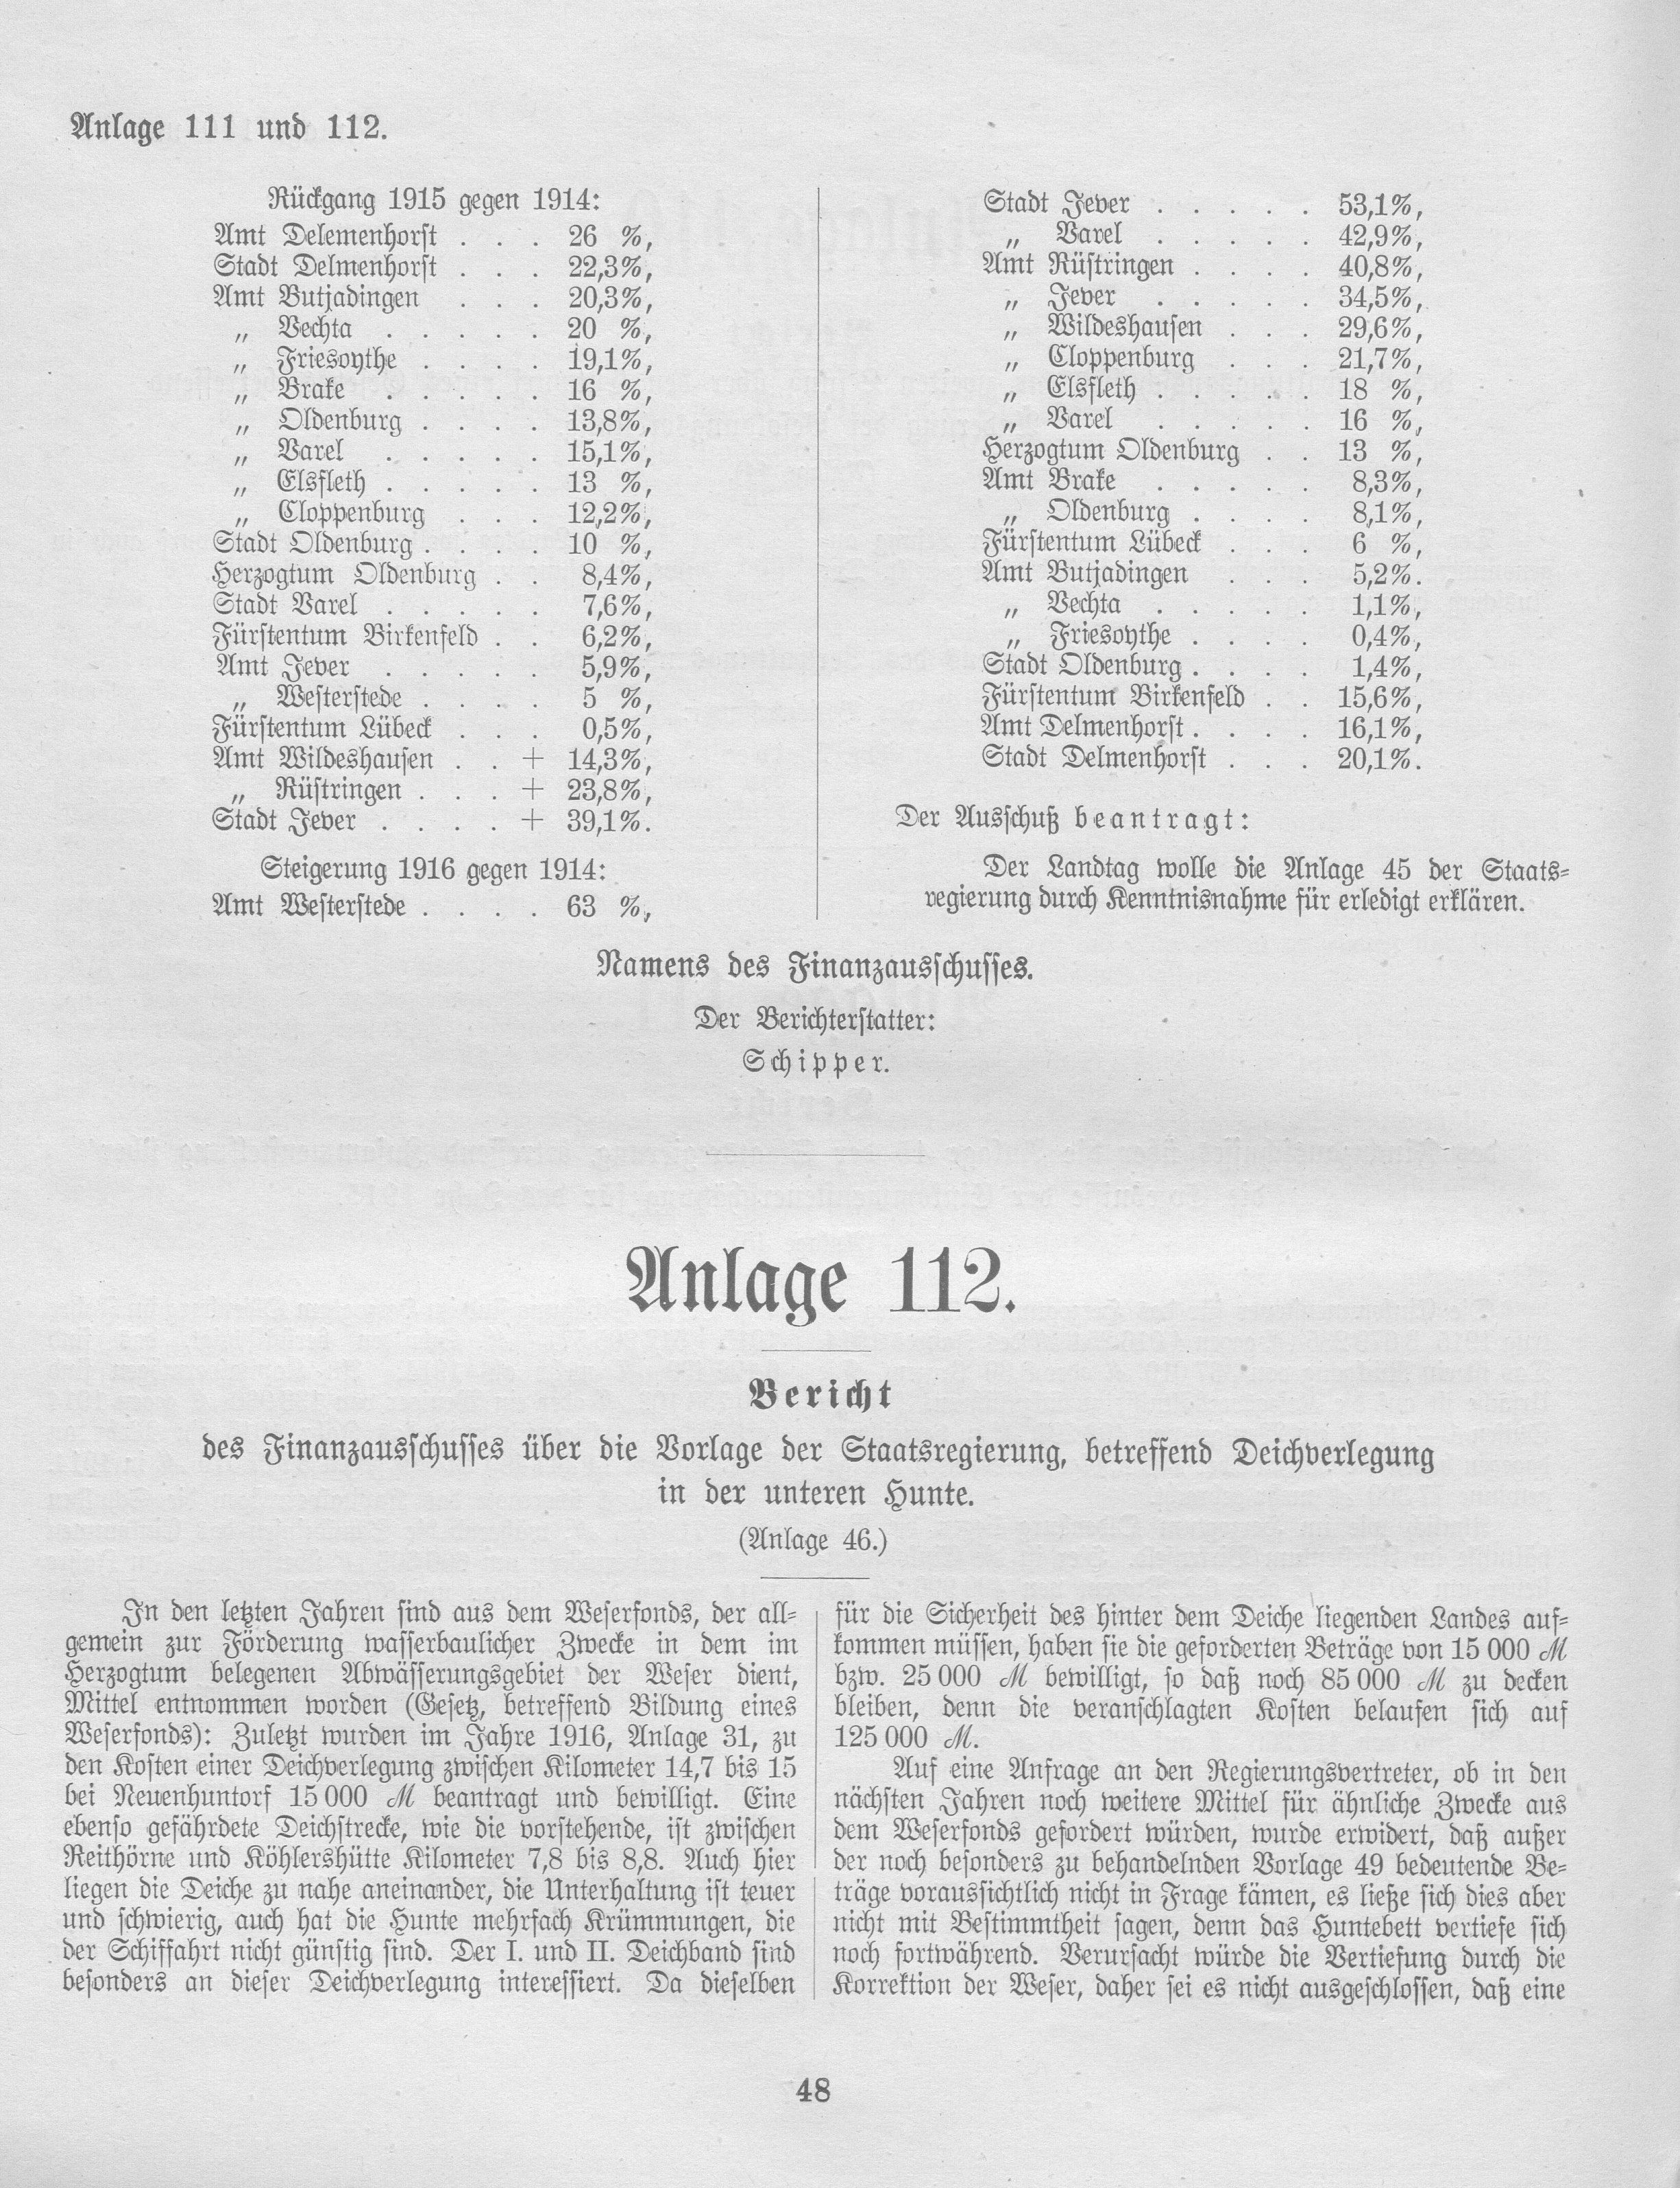 Anlage 111 und 112.
Rückgang 1915 gegen 1914:
Amt Delemenhorst . . . 26 %,
Stadt Delmenhorst . . . 22,3%,
Amt Butjadingen . . . 20,3%,
„ Vechta . . . . . 20 %,
„ Friesoythe . . . . 19,1%,
„ Brake . . . . . 16 %,
„ Oldenburg . . . . 13,8%,
„ Varel . . . . . 15,1%,
„ Elsfleth . . . . . 13 %,
„ Cloppenburg . . . 12,2%,
Stadt Oldenburg . . . . 10 %,
Herzogtum Oldenburg . . 8,4%,
Stadt Varel . . . . . 7,6%,
Fürstentum Birkenfeld . . 6,2%,
Amt Jever . . . . . 5,9%,
„ Westerstede . . . . 5 %,
Fürstentum Lübeck . . . 0,5%,
Amt Wildeshausen . . + 14,3%,
„ Rüstringen . . . + 23,8%,
Stadt Jever . . . . + 39,1%.
Steigerung 1916 gegen 1914:
Amt Westerstede . . . . 63 %,
Stadt Jever . . . . . 53,1%,
„ Varel . . . . . 42,9%,
Amt Rüstringen . . . . 40,8%,
„ Jever . . . . . 34,5%,
„ Wildeshausen . . . 29,6%,
„ Cloppenburg . . . 21,7%,
„ Elsfleth . . . . . 18 %,
„ Varel . . . . . 16 %,
Herzogtum Oldenburg . . 13 %,
Amt Brake . . . . . 8,3%,
„ Oldenburg . . . . 8,1%,
Fürstentum Lübeck . . . 6 %,
Amt Butjadingen . . . 5,2%.
„ Vechta . . . . . 1,1%,
„ Friesoythe . . . . 0,4%,
Stadt Oldenburg . . . . 1,4%,
Fürstentum Birkenfeld . . 15,6%,
Amt Delmenhorst . . . . 16,1%,
Stadt Delmenhorst . . . 20,1%.
Der Ausschuß beantragt:
Der Landtag wolle die Anlage 45 der Staats-
regierung durch Kenntnisnahme für erledigt erklären.
Namens des Finanzausschusses.
Der Berichterstatter:
Schipper.
Anlage 112.
Bericht
des Finanzausschusses über die Vorlage der Staatsregierung, betreffend Deichverlegung
in der unteren Hunte.
(Anlage 46.)
In den letzten Jahren sind aus dem Weserfonds, der all-
gemein zur Förderung wasserbaulicher Zwecke in dem im
Herzogtum belegenen Abwässerungsgebiet der Weser dient,
Mittel entnommen worden (Gesetz, betreffend Bildung eines
Weserfonds): Zuletzt wurden im Jahre 1916, Anlage 31, zu
den Kosten einer Deichverlegung zwischen Kilometer 14,7 bis 15
bei Neuenhuntorf 15 000 ℳ beantragt und bewilligt. Eine
ebenso gefährdete Deichstrecke, wie die vorstehende, ist zwischen
Reithörne und Köhlershütte Kilometer 7,8 bis 8,8. Auch hier
liegen die Deiche zu nahe aneinander, die Unterhaltung ist teuer
und schwierig, auch hat die Hunte mehrfach Krümmungen, die
der Schiffahrt nicht günstig sind. Der I. und II. Deichband sind
besonders an dieser Deichverlegung interessiert. Da dieselben
für die Sicherheit des hinter dem Deiche liegenden Landes auf-
kommen müssen, haben sie die geforderten Beträge von 15 000 ℳ
bzw. 25 000 ℳ bewilligt, so daß noch 85 000 ℳ zu decken
bleiben, denn die veranschlagten Kosten belaufen sich auf
125 000 ℳ.
Auf eine Anfrage an den Regierungsvertreter, ob in den
nächsten Jahren noch weitere Mittel für ähnliche Zwecke aus
dem Weserfonds gefordert würden, wurde erwidert, daß außer
der noch besonders zu behandelnden Vorlage 49 bedeutende Be-
träge voraussichtlich nicht in Frage kämen, es ließe sich dies aber
nicht mit Bestimmtheit sagen, denn das Huntebett vertiefe sich
noch fortwährend. Verursacht würde die Vertiefung durch die
Korrektion der Weser, daher sei es nicht ausgeschlossen, daß eine
48